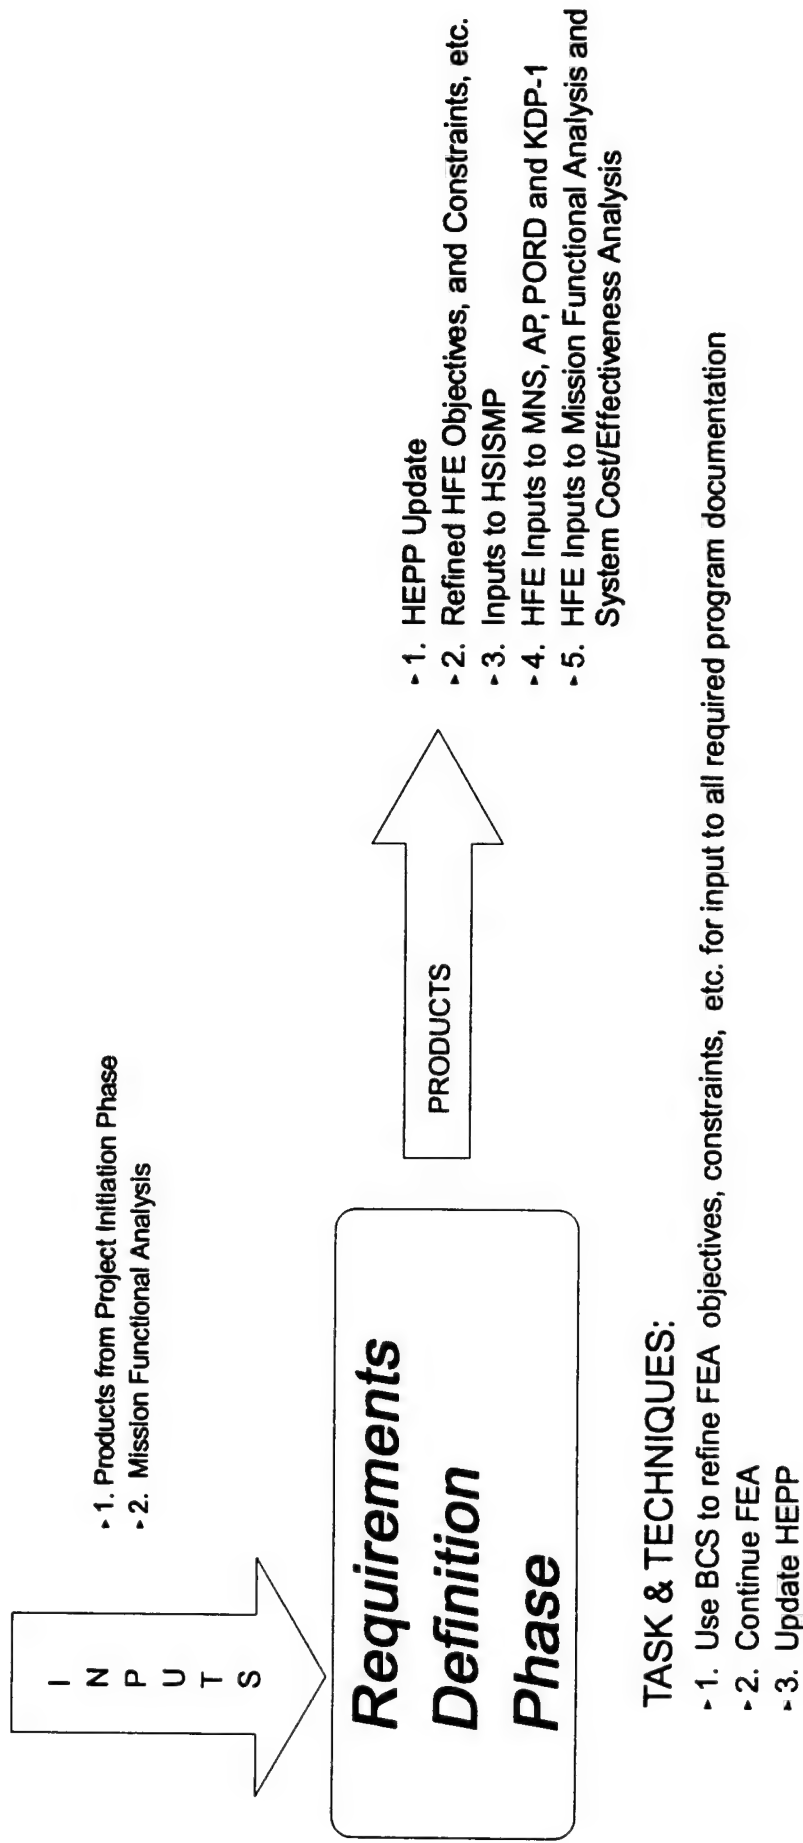 I
N
P
U
T
S
‣ 1. Products from Project Initiation Phase
‣ 2. Mission Functional Analysis
Requirements
Definition
Phase
PRODUCTS
‣ 1. HEPP Update
‣ 2. Refined HFE Objectives, and Constraints, etc.
‣ 3. Inputs to HSISMP
‣ 4. HFE Inputs to MNS, AP, PORD and KDP-1
‣ 5. HFE Inputs to Mission Functional Analysis and
System Cost/Effectiveness Analysis
TASK & TECHNIQUES:
‣ 1. Use BCS to refine FEA objectives, constraints, etc. for input to all required program documentation
‣ 2. Continue FEA
‣ 3. Update HEPP